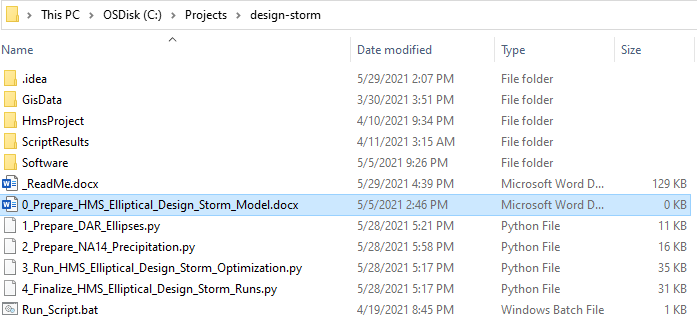 This PC > OSDisk (C:) > Projects > design-storm
Name Date modified Type Size
.idea 5/29/2021 2:07 PM File folder
GisData 3/30/2021 3:51 PM File folder
HmsProject 4/10/2021 9:34 PM File folder
ScriptResults 4/11/2021 3:15 AM File folder
Software 5/5/2021 9:26 PM File folder
_ReadMe.docx 5/29/2021 4:39 PM Microsoft Word D... 129 KB
0_Prepare_HMS_Elliptical_Design_Storm_Model.docx 5/5/2021 2:46 PM Microsoft Word D... 0 KB
1_Prepare_DAR_Ellipses.py 5/28/2021 5:21 PM Python File 11 KB
2_Prepare_NA14_Precipitation.py 5/28/2021 5:58 PM Python File 16 KB
3_Run_HMS_Elliptical_Design_Storm_Optimization.py 5/28/2021 5:17 PM Python File 35 KB
4_Finalize_HMS_Elliptical_Design_Storm_Runs.py 5/28/2021 5:17 PM Python File 31 KB
Run_Script.bat 4/19/2021 8:45 PM Windows Batch File 1 KB